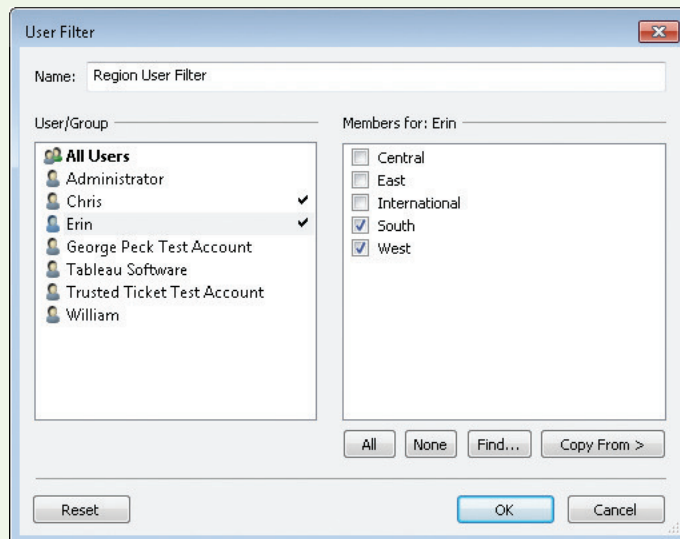 User Filter
Name: Region User Filter
User/Group
All Users
Administrator
Chris
Erin
George Peck Test Account
Tableau Software
Trusted Ticket Test Account
William
Members for: Erin
Central
East
International
South
West
All None Find... Copy From >
Reset OK Cancel